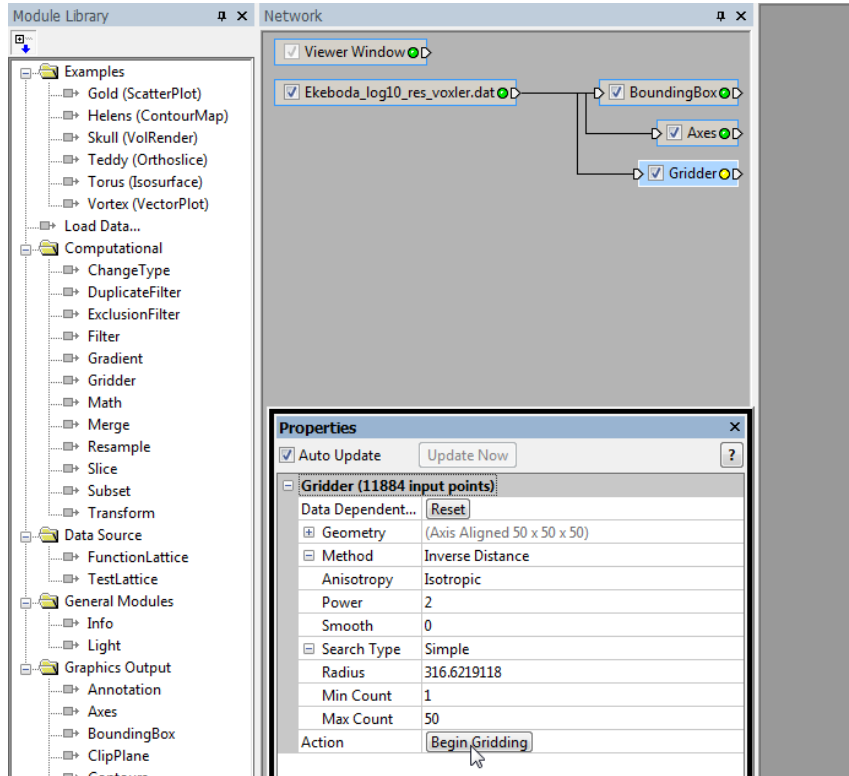 Module Library
Examples
Gold (ScatterPlot)
Helens (ContourMap)
Skull (VolRender)
Teddy (Orthoslice)
Torus (Isosurface)
Vortex (VectorPlot)
Load Data...
Computational
ChangeType
DuplicateFilter
ExclusionFilter
Filter
Gradient
Gridder
Math
Merge
Resample
Slice
Subset
Transform
Data Source
FunctionLattice
TestLattice
General Modules
Info
Light
Graphics Output
Annotation
Axes
BoundingBox
ClipPlane
Network
Viewer Window
Ekeboda_log10_res_voxler.dat
BoundingBox
Axes
Gridder
Properties
Auto Update Update Now ?
Gridder (11884 input points)
Data Dependent... Reset
Geometry (Axis Aligned 50 x 50 x 50)
Method Inverse Distance
Anisotropy Isotropic
Power 2
Smooth 0
Search Type Simple
Radius 316.6219118
Min Count 1
Max Count 50
Action Begin Gridding